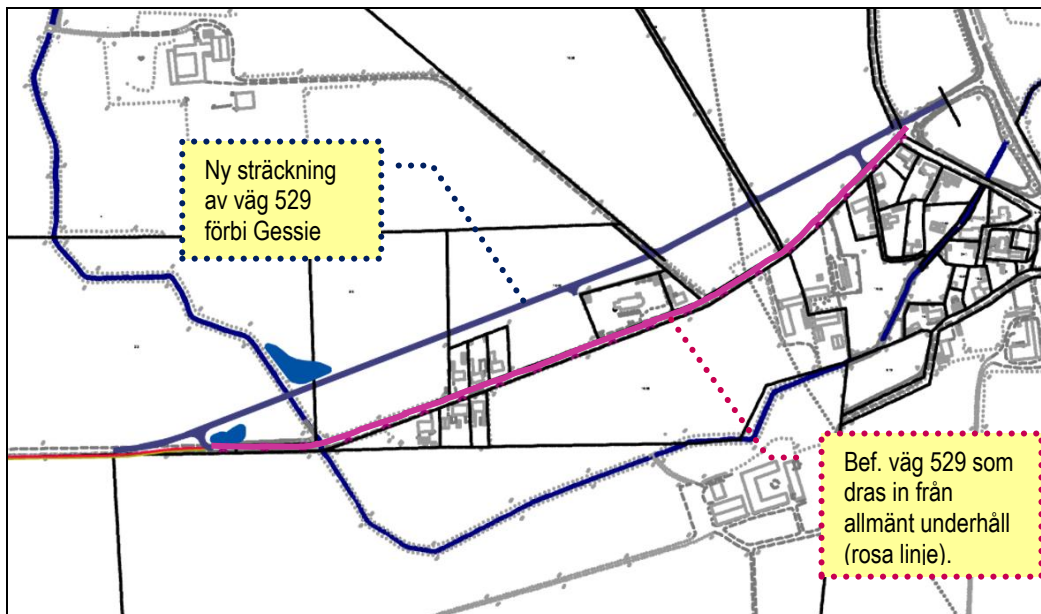 Ny sträckning
av väg 529
förbi Gessie
Bef. väg 529 som
dras in från
allmänt underhåll
(rosa linje).